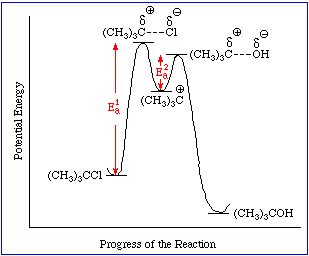 δ⊕ δ⊖
(CH₃)₃C---Cl
δ⊕ δ⊖
(CH₃)₃C---OH
Eₐ²
(CH₃)₃C⊕
Eₐ¹
(CH₃)₃CCl
(CH₃)₃COH
Potential Energy
Progress of the Reaction